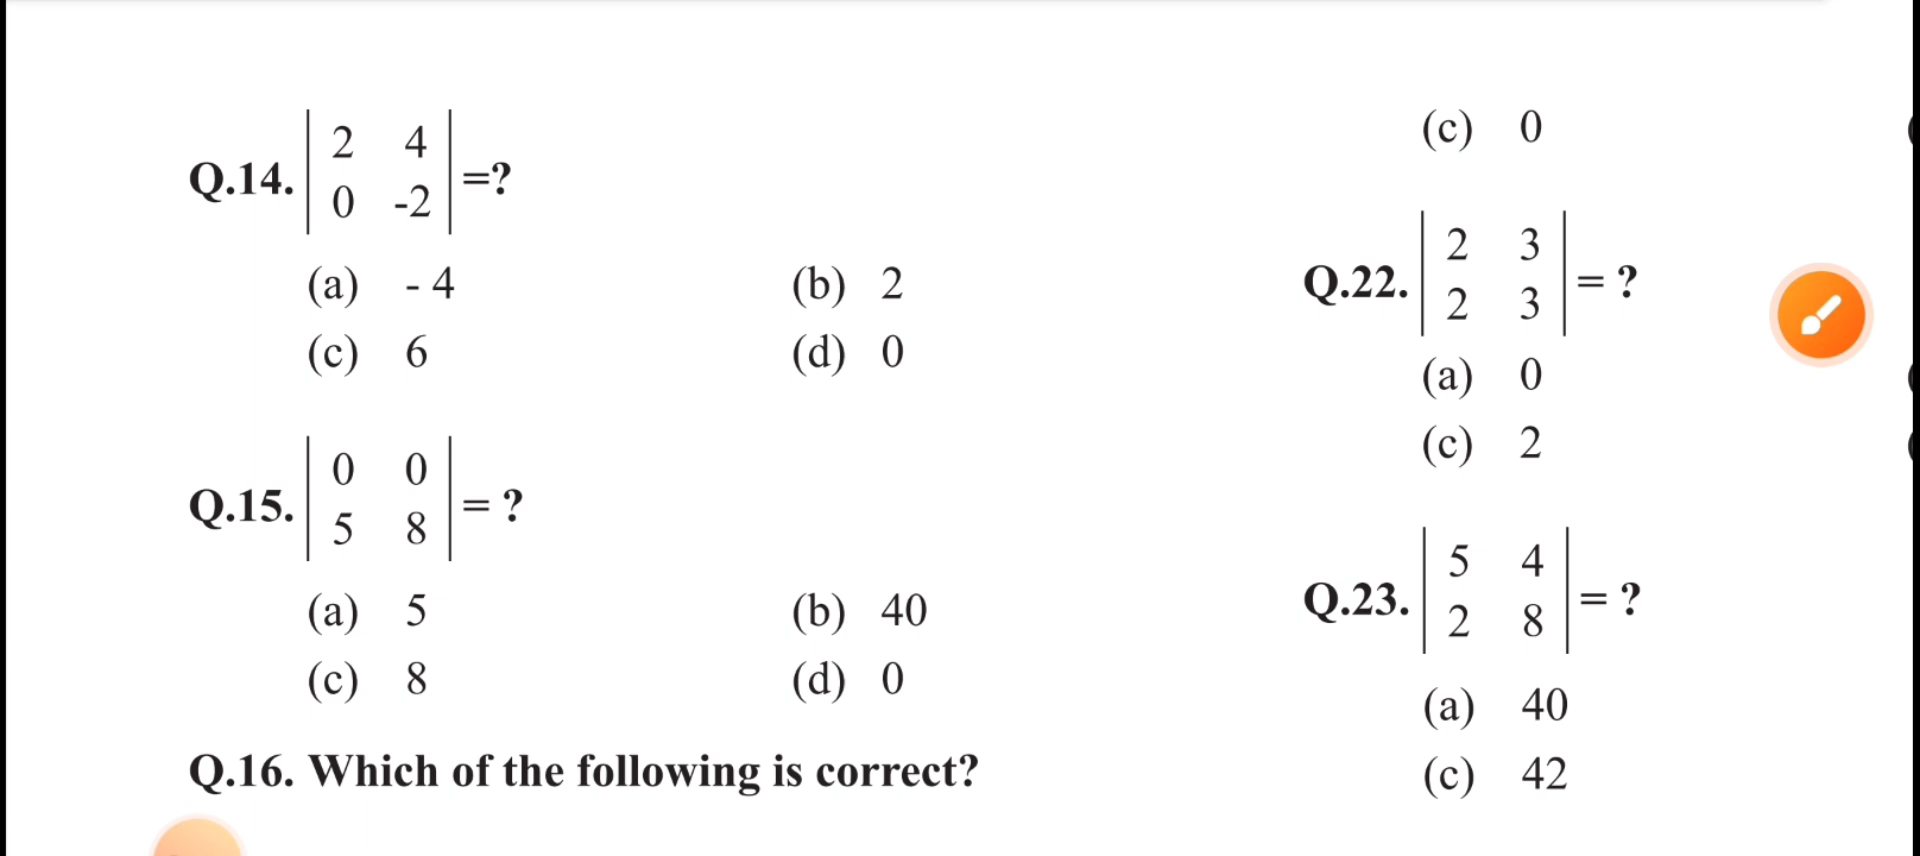 Q.14. | 2 4 |
| 0 -2 | =?
(a) - 4 (b) 2
(c) 6 (d) 0
Q.15. | 0 0 |
| 5 8 | = ?
(a) 5 (b) 40
(c) 8 (d) 0
Q.16. Which of the following is correct?
(c) 0
Q.22. | 2 3 |
| 2 3 | = ?
(a) 0
(c) 2
Q.23. | 5 4 |
| 2 8 | = ?
(a) 40
(c) 42